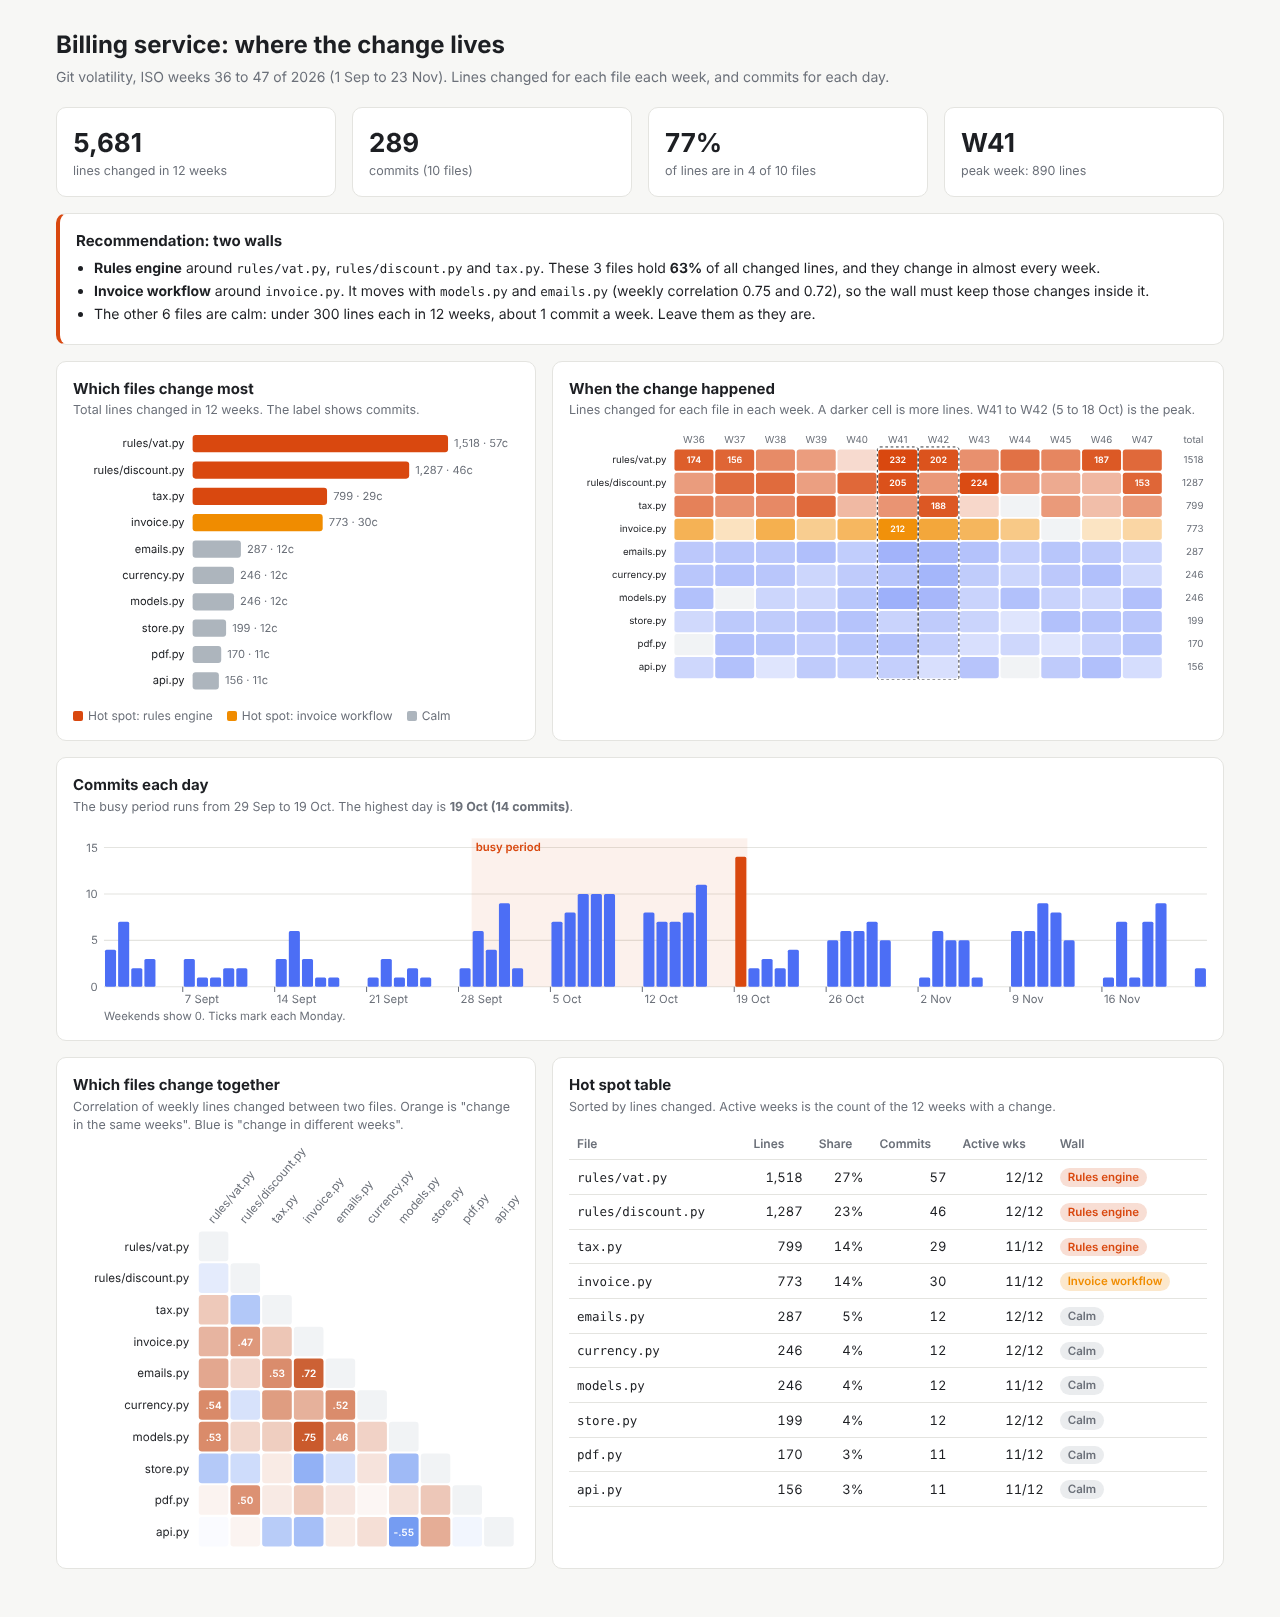 Billing service: where the change lives
Git volatility, ISO weeks 36 to 47 of 2026 (1 Sep to 23 Nov). Lines changed for each file each week, and commits for each day.
5,681
lines changed in 12 weeks
289
commits (10 files)
77%
of lines are in 4 of 10 files
W41
peak week: 890 lines
Recommendation: two walls
• Rules engine around rules/vat.py, rules/discount.py and tax.py. These 3 files hold 63% of all changed lines, and they change in almost every week.
• Invoice workflow around invoice.py. It moves with models.py and emails.py (weekly correlation 0.75 and 0.72), so the wall must keep those changes inside it.
• The other 6 files are calm: under 300 lines each in 12 weeks, about 1 commit a week. Leave them as they are.
Which files change most
Total lines changed in 12 weeks. The label shows commits.
rules/vat.py 1,518 · 57c
rules/discount.py 1,287 · 46c
tax.py 799 · 29c
invoice.py 773 · 30c
emails.py 287 · 12c
currency.py 246 · 12c
models.py 246 · 12c
store.py 199 · 12c
pdf.py 170 · 11c
api.py 156 · 11c
Hot spot: rules engine Hot spot: invoice workflow Calm
When the change happened
Lines changed for each file in each week. A darker cell is more lines. W41 to W42 (5 to 18 Oct) is the peak.
W36 W37 W38 W39 W40 W41 W42 W43 W44 W45 W46 W47 total
rules/vat.py 174 156 232 202 187 1518
rules/discount.py 205 224 153 1287
tax.py 188 799
invoice.py 212 773
emails.py 287
currency.py 246
models.py 246
store.py 199
pdf.py 170
api.py 156
Commits each day
The busy period runs from 29 Sep to 19 Oct. The highest day is 19 Oct (14 commits).
busy period
15
10
5
0
7 Sept 14 Sept 21 Sept 28 Sept 5 Oct 12 Oct 19 Oct 26 Oct 2 Nov 9 Nov 16 Nov
Weekends show 0. Ticks mark each Monday.
Which files change together
Correlation of weekly lines changed between two files. Orange is "change
in the same weeks". Blue is "change in different weeks".
rules/vat.py rules/discount.py tax.py invoice.py emails.py currency.py models.py store.py pdf.py api.py
rules/vat.py
rules/discount.py
tax.py
invoice.py .47
emails.py .53 .72
currency.py .54 .52
models.py .53 .75 .46
store.py
pdf.py .50
api.py -.55
Hot spot table
Sorted by lines changed. Active weeks is the count of the 12 weeks with a change.
File Lines Share Commits Active wks Wall
rules/vat.py 1,518 27% 57 12/12 Rules engine
rules/discount.py 1,287 23% 46 12/12 Rules engine
tax.py 799 14% 29 11/12 Rules engine
invoice.py 773 14% 30 11/12 Invoice workflow
emails.py 287 5% 12 12/12 Calm
currency.py 246 4% 12 12/12 Calm
models.py 246 4% 12 11/12 Calm
store.py 199 4% 12 12/12 Calm
pdf.py 170 3% 11 11/12 Calm
api.py 156 3% 11 11/12 Calm